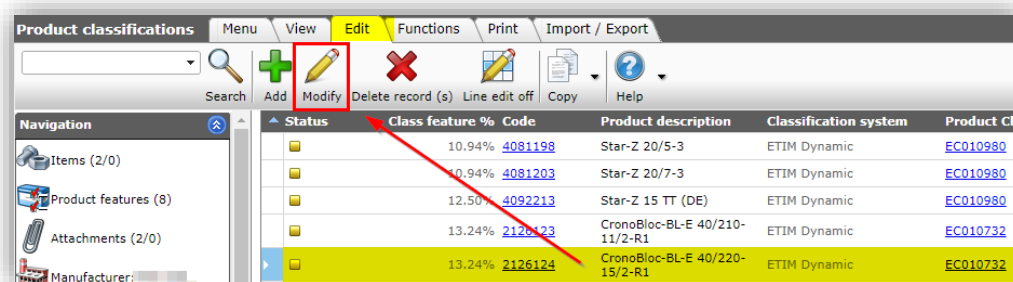 Product classifications Menu View Edit Functions Print Import / Export
Search Add Modify Delete record (s) Line edit off Copy Help
Navigation Status Class feature % Code Product description Classification system Product Cl
Items (2/0) 10.94% 4081198 Star-Z 20/5-3 ETIM Dynamic EC010980
10.94% 4081203 Star-Z 20/7-3 ETIM Dynamic EC010980
Product features (8) 12.50% 4092213 Star-Z 15 TT (DE) ETIM Dynamic EC010980
Attachments (2/0) 13.24% 2126123 CronoBloc-BL-E 40/210-
11/2-R1 ETIM Dynamic EC010732
Manufacturer: 13.24% 2126124 CronoBloc-BL-E 40/220-
15/2-R1 ETIM Dynamic EC010732